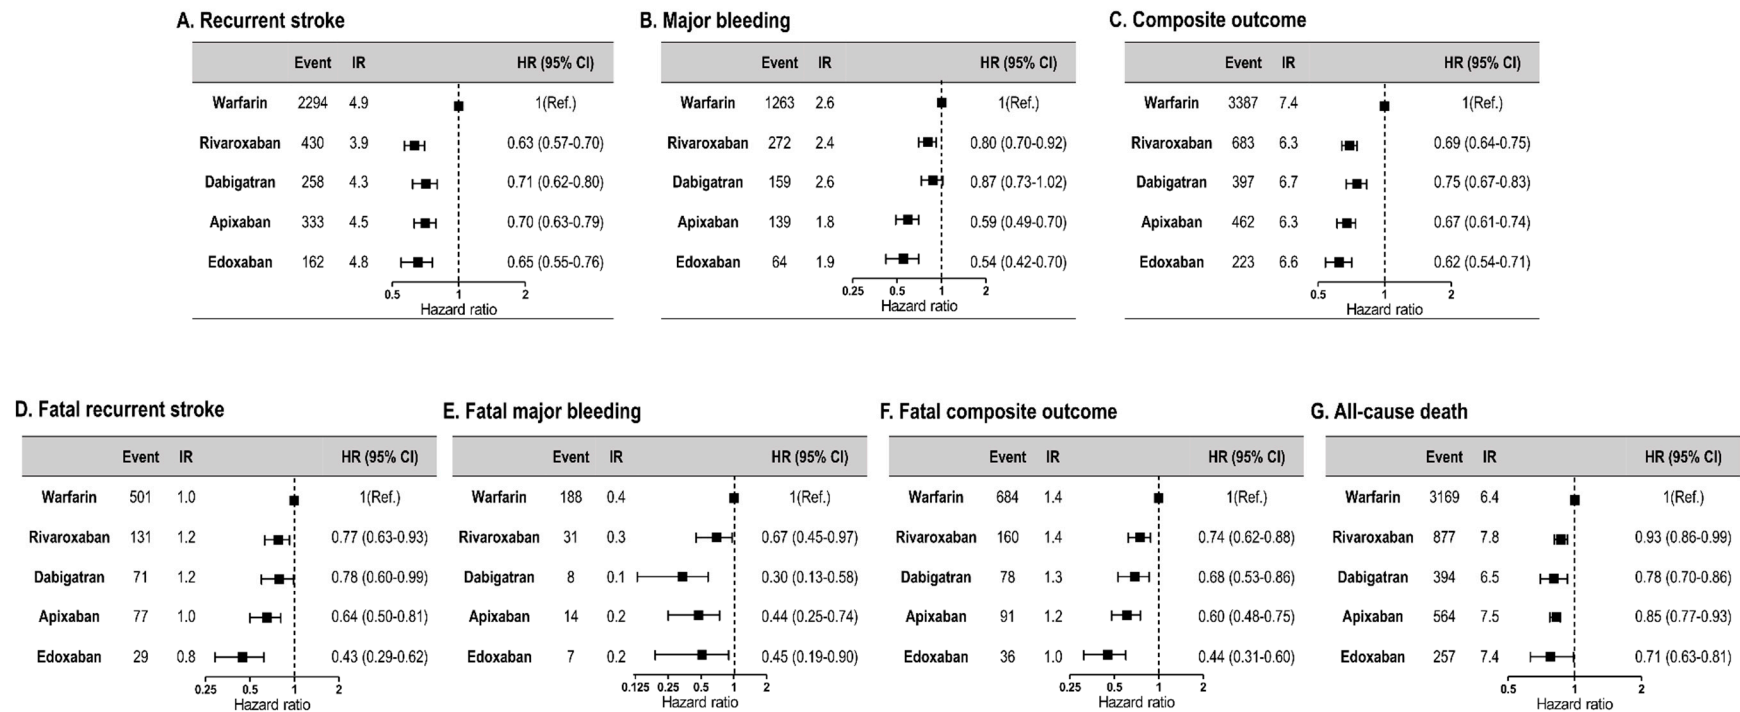 A. Recurrent stroke
Event IR HR (95% CI)
Warfarin 2294 4.9 1(Ref.)
Rivaroxaban 430 3.9 0.63 (0.57-0.70)
Dabigatran 258 4.3 0.71 (0.62-0.80)
Apixaban 333 4.5 0.70 (0.63-0.79)
Edoxaban 162 4.8 0.65 (0.55-0.76)
0.5 1 2
Hazard ratio
B. Major bleeding
Event IR HR (95% CI)
Warfarin 1263 2.6 1(Ref.)
Rivaroxaban 272 2.4 0.80 (0.70-0.92)
Dabigatran 159 2.6 0.87 (0.73-1.02)
Apixaban 139 1.8 0.59 (0.49-0.70)
Edoxaban 64 1.9 0.54 (0.42-0.70)
0.25 0.5 1 2
Hazard ratio
C. Composite outcome
Event IR HR (95% CI)
Warfarin 3387 7.4 1(Ref.)
Rivaroxaban 683 6.3 0.69 (0.64-0.75)
Dabigatran 397 6.7 0.75 (0.67-0.83)
Apixaban 462 6.3 0.67 (0.61-0.74)
Edoxaban 223 6.6 0.62 (0.54-0.71)
0.5 1 2
Hazard ratio
D. Fatal recurrent stroke
Event IR HR (95% CI)
Warfarin 501 1.0 1(Ref.)
Rivaroxaban 131 1.2 0.77 (0.63-0.93)
Dabigatran 71 1.2 0.78 (0.60-0.99)
Apixaban 77 1.0 0.64 (0.50-0.81)
Edoxaban 29 0.8 0.43 (0.29-0.62)
0.25 0.5 1 2
Hazard ratio
E. Fatal major bleeding
Event IR HR (95% CI)
Warfarin 188 0.4 1(Ref.)
Rivaroxaban 31 0.3 0.67 (0.45-0.97)
Dabigatran 8 0.1 0.30 (0.13-0.58)
Apixaban 14 0.2 0.44 (0.25-0.74)
Edoxaban 7 0.2 0.45 (0.19-0.90)
0.125 0.25 0.5 1 2
Hazard ratio
F. Fatal composite outcome
Event IR HR (95% CI)
Warfarin 684 1.4 1(Ref.)
Rivaroxaban 160 1.4 0.74 (0.62-0.88)
Dabigatran 78 1.3 0.68 (0.53-0.86)
Apixaban 91 1.2 0.60 (0.48-0.75)
Edoxaban 36 1.0 0.44 (0.31-0.60)
0.25 0.5 1 2
Hazard ratio
G. All-cause death
Event IR HR (95% CI)
Warfarin 3169 6.4 1(Ref.)
Rivaroxaban 877 7.8 0.93 (0.86-0.99)
Dabigatran 394 6.5 0.78 (0.70-0.86)
Apixaban 564 7.5 0.85 (0.77-0.93)
Edoxaban 257 7.4 0.71 (0.63-0.81)
0.5 1 2
Hazard ratio